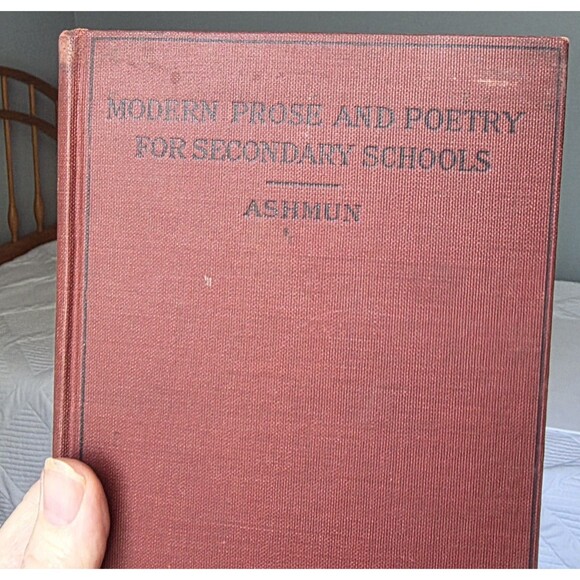 MODERN PROSE AND POETRY
FOR SECONDARY SCHOOLS
ASHMUN